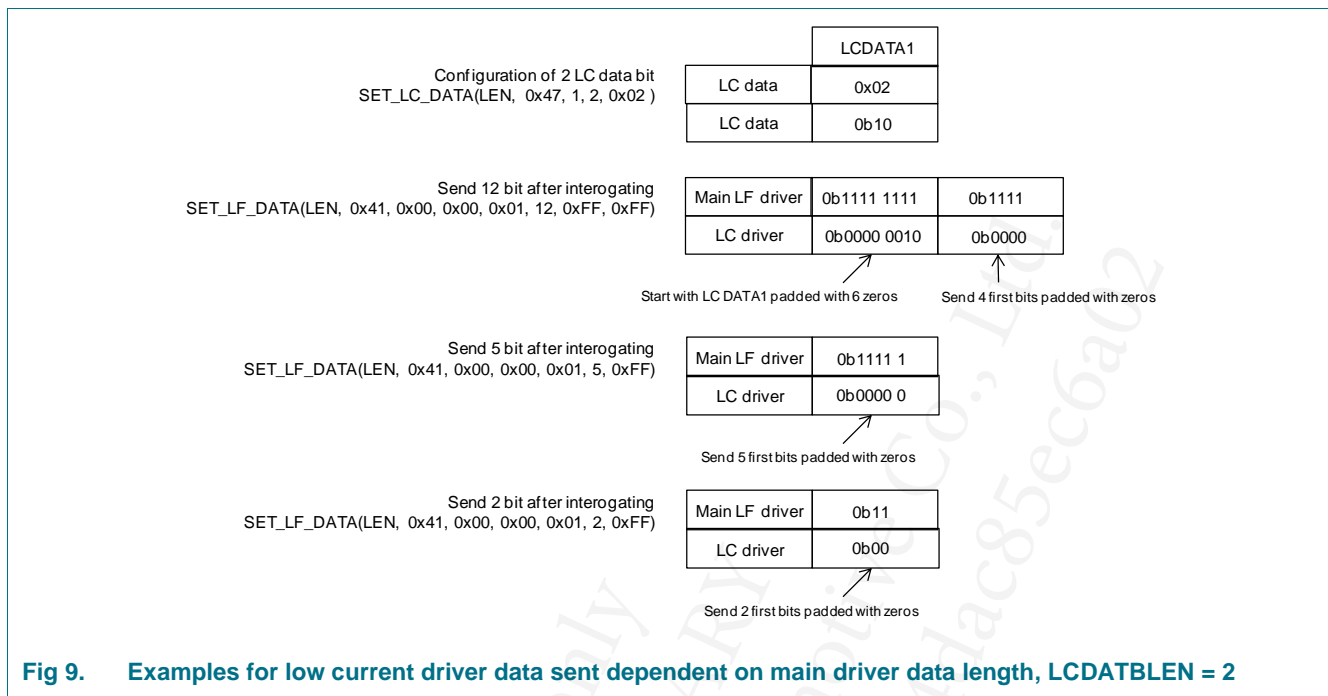 LCDATA1
Configuration of 2 LC data bit
SET_LC_DATA(LEN, 0x47, 1, 2, 0x02 )
LC data 0x02
LC data 0b10
Send 12 bit after interogating
SET_LF_DATA(LEN, 0x41, 0x00, 0x00, 0x01, 12, 0xFF, 0xFF)
Main LF driver 0b1111 1111 0b1111
LC driver 0b0000 0010 0b0000
Start with LC DATA1 padded with 6 zeros Send 4 first bits padded with zeros
Send 5 bit after interogating
SET_LF_DATA(LEN, 0x41, 0x00, 0x00, 0x01, 5, 0xFF)
Main LF driver 0b1111 1
LC driver 0b0000 0
Send 5 first bits padded with zeros
Send 2 bit after interogating
SET_LF_DATA(LEN, 0x41, 0x00, 0x00, 0x01, 2, 0xFF)
Main LF driver 0b11
LC driver 0b00
Send 2 first bits padded with zeros
Fig 9. Examples for low current driver data sent dependent on main driver data length, LCDATBLEN = 2